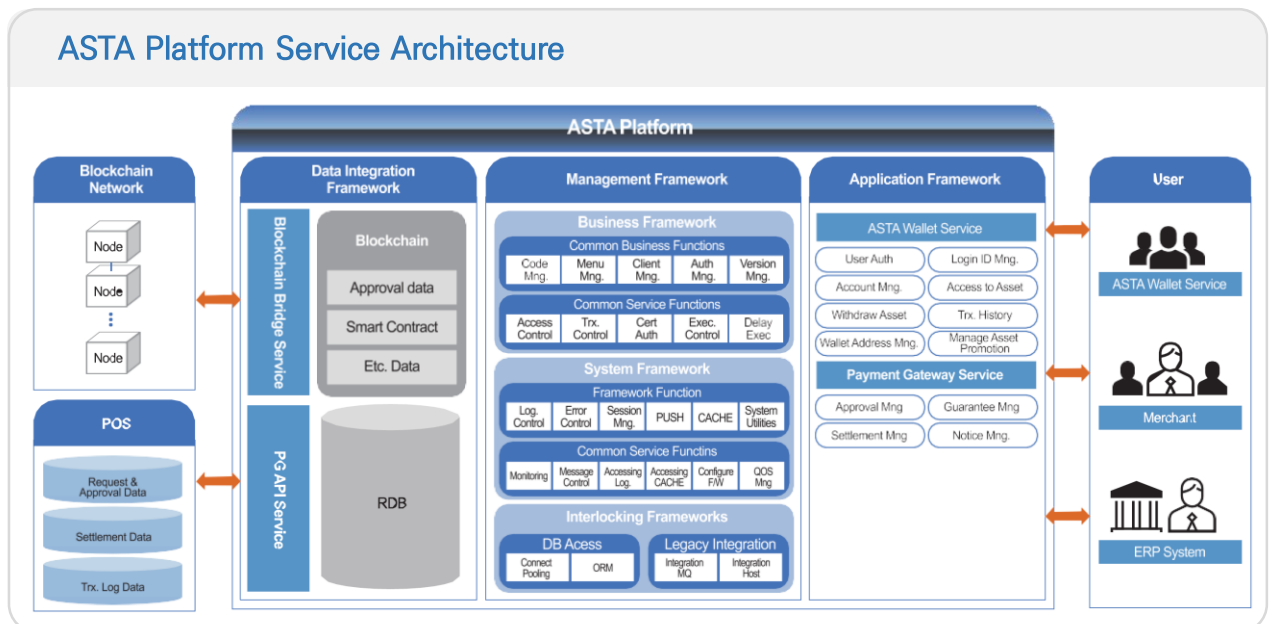 ASTA Platform Service Architecture
ASTA Platform
Blockchain
Network
Node
Node
Node
POS
Request &
Approval Data
Settlement Data
Trx. Log Data
Data Integration
Framework
Blockchain Bridge Service
Blockchain
Approval data
Smart Contract
Etc. Data
PG API Service
RDB
Management Framework
Business Framework
Common Business Functions
Code
Mng.
Menu
Mng.
Client
Mng.
Auth
Mng.
Version
Mng.
Common Service Functions
Access
Control
Trx.
Control
Cert
Auth
Exec.
Control
Delay
Exec
System Framework
Framework Function
Log.
Control
Error
Control
Session
Mng.
PUSH
CACHE
System
Utilities
Common Service Functins
Monitoring
Message
Control
Accessing
Log.
Accessing
CACHE
Configure
F/W
QOS
Mng
Interlocking Frameworks
DB Acess
Connect
Pooling
ORM
Legacy Integration
Integration
MQ
Integration
Host
Application Framework
ASTA Wallet Service
User Auth
Login ID Mng.
Account Mng.
Access to Asset
Withdraw Asset
Trx. History
Wallet Address Mng.
Manage Asset
Promotion
Payment Gateway Service
Approval Mng
Guarantee Mng
Settlement Mng
Notice Mng.
User
ASTA Wallet Service
Merchant
ERP System